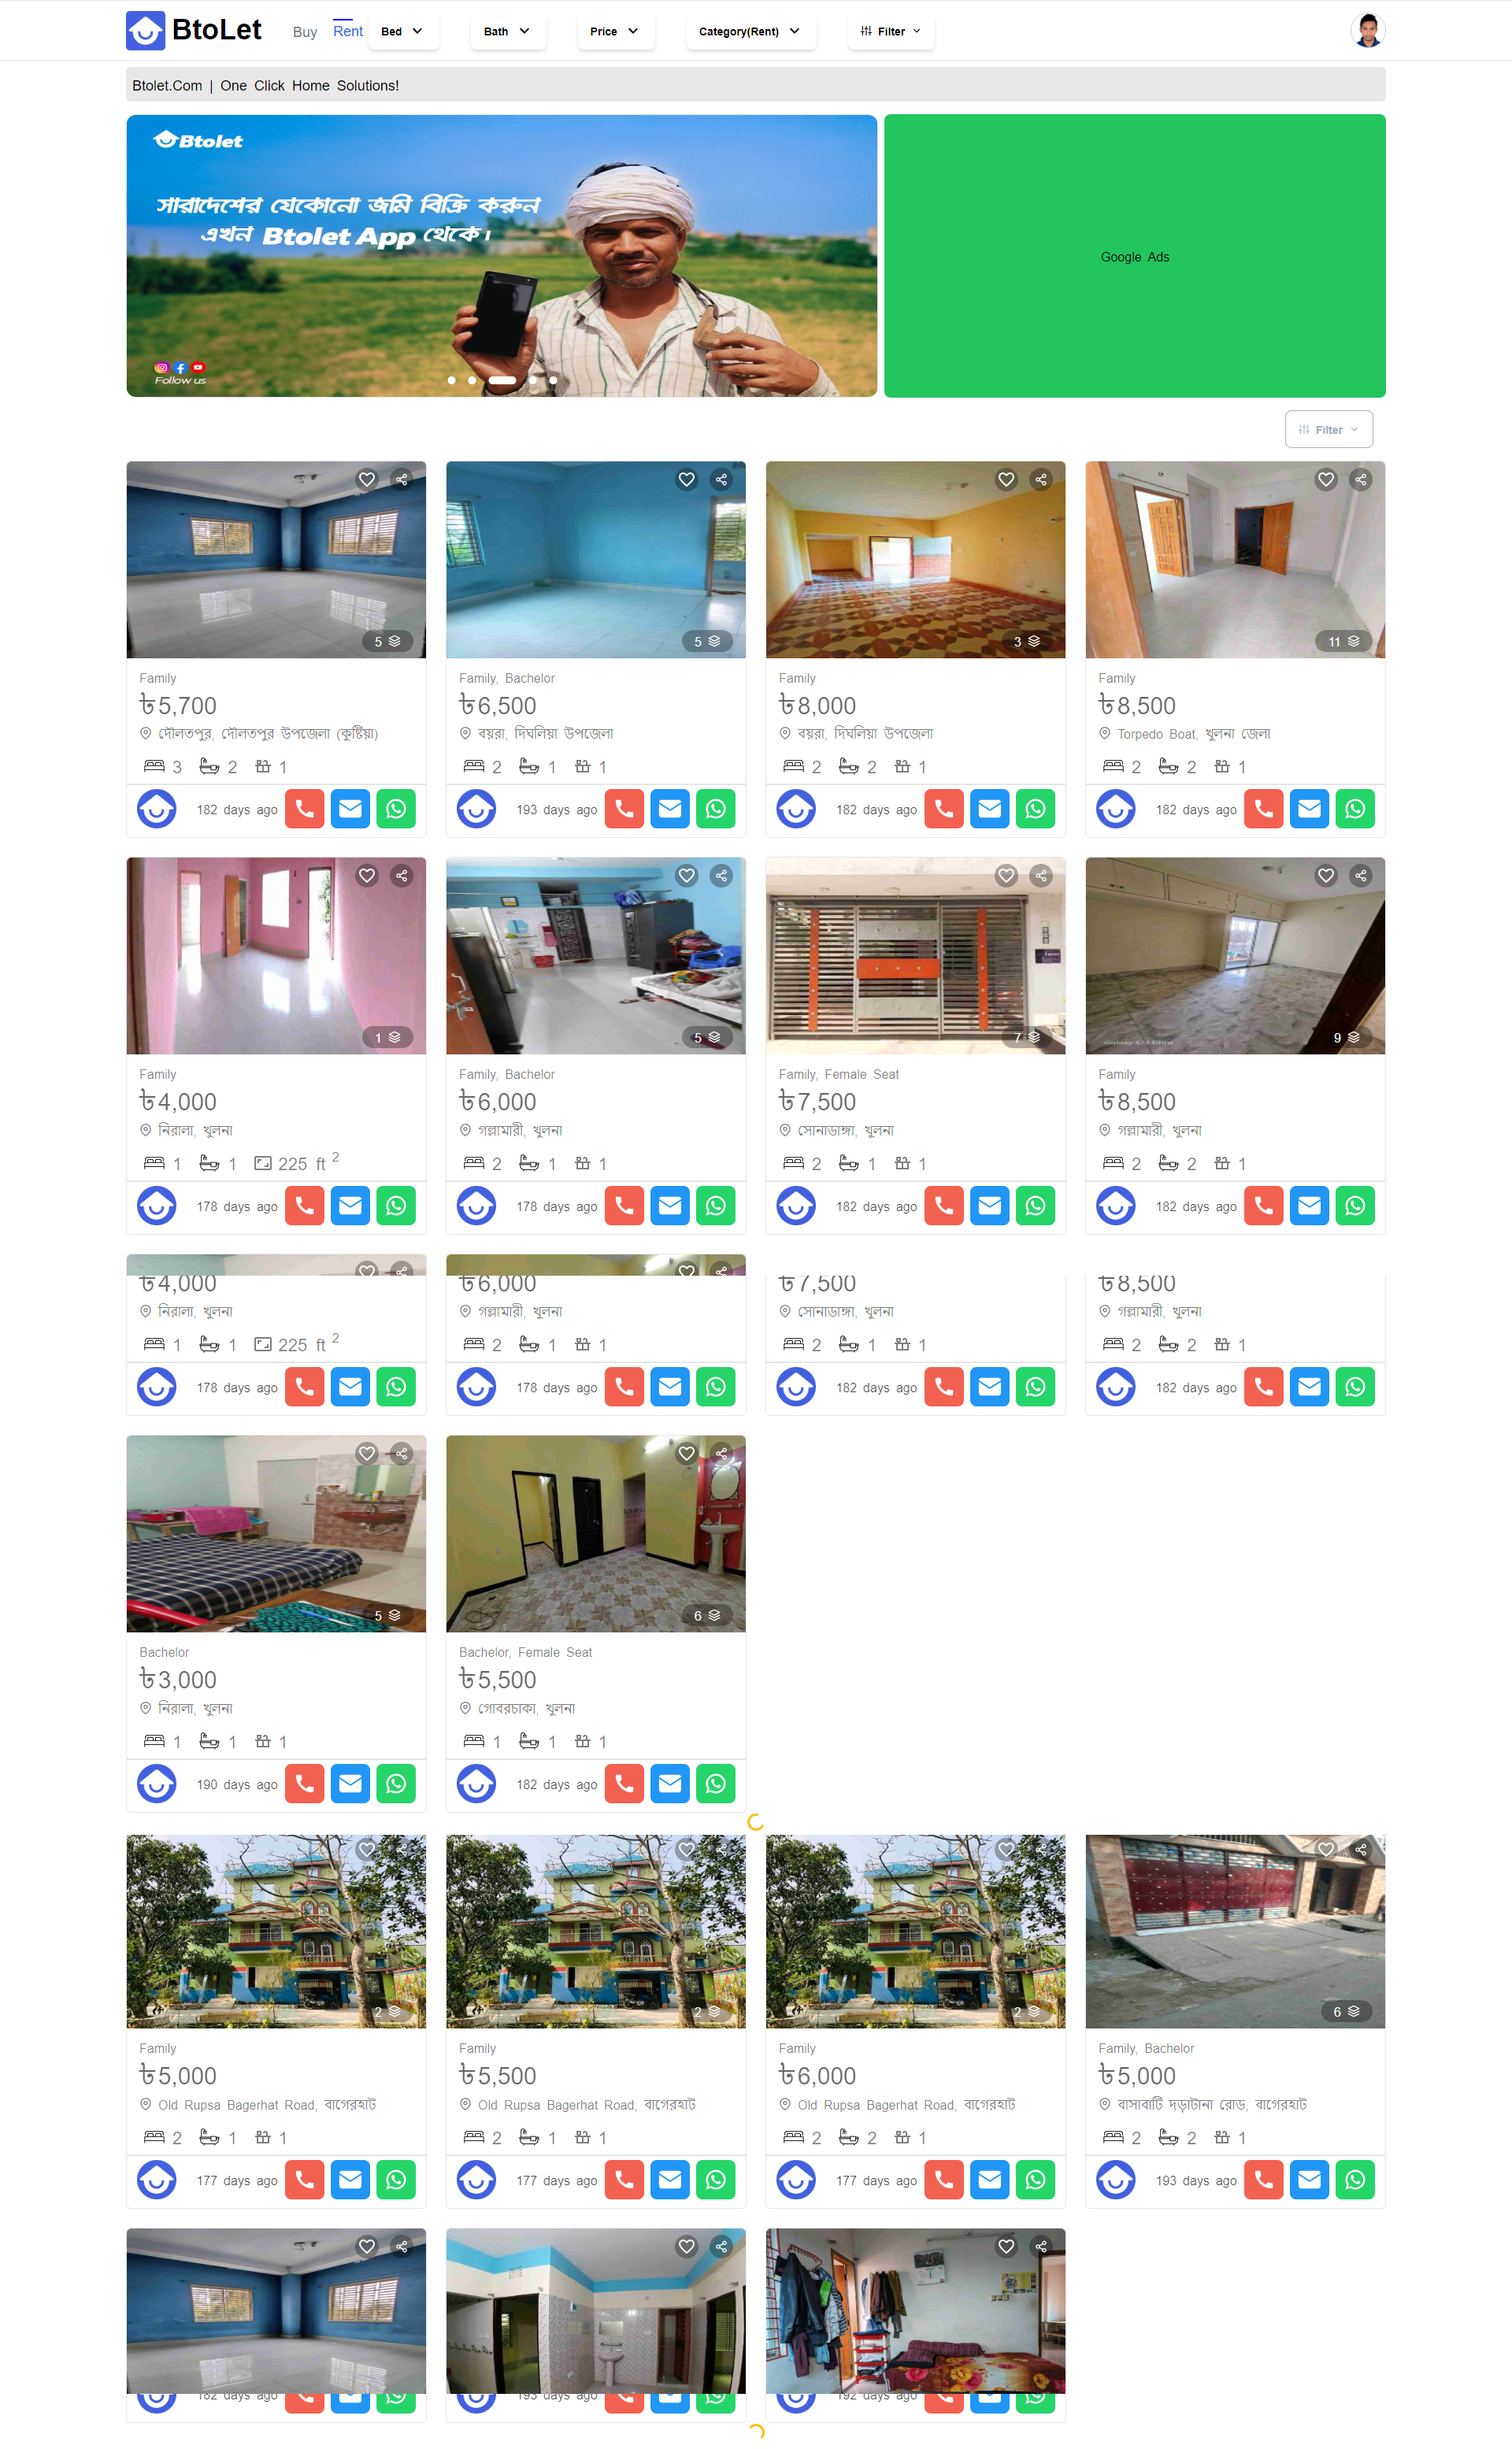 BtoLet
Buy Rent Bed Bath Price Category(Rent) Filter
Btolet.Com | One Click Home Solutions!
Btolet
সারাদেশের যেকোনো জমি বিক্রি করুন
এখন Btolet App থেকে।
Follow us
Google Ads
Filter
5 5 3 11
Family Family, Bachelor Family Family
৳5,700 ৳6,500 ৳8,000 ৳8,500
দৌলতপুর, দৌলতপুর উপজেলা (কুষ্টিয়া) বয়রা, দিঘলিয়া উপজেলা বয়রা, দিঘলিয়া উপজেলা Torpedo Boat, খুলনা জেলা
3 2 1 2 1 1 2 2 1 2 2 1
182 days ago 193 days ago 182 days ago 182 days ago
1 5 7 9
Family Family, Bachelor Family, Female Seat Family
৳4,000 ৳6,000 ৳7,500 ৳8,500
নিরালা, খুলনা গল্লামারী, খুলনা সোনাডাঙ্গা, খুলনা গল্লামারী, খুলনা
1 1 225 ft 2 2 1 1 2 1 1 2 2 1
178 days ago 178 days ago 182 days ago 182 days ago
৳4,000 ৳6,000 ৳7,500 ৳8,500
নিরালা, খুলনা গল্লামারী, খুলনা সোনাডাঙ্গা, খুলনা গল্লামারী, খুলনা
1 1 225 ft 2 2 1 1 2 1 1 2 2 1
178 days ago 178 days ago 182 days ago 182 days ago
5 6
Bachelor Bachelor, Female Seat
৳3,000 ৳5,500
নিরালা, খুলনা গোবরচাকা, খুলনা
1 1 1 1 1 1
190 days ago 182 days ago
2 2 2 6
Family Family Family Family, Bachelor
৳5,000 ৳5,500 ৳6,000 ৳5,000
Old Rupsa Bagerhat Road, বাগেরহাট Old Rupsa Bagerhat Road, বাগেরহাট Old Rupsa Bagerhat Road, বাগেরহাট বাসাবাটি দড়াটানা রোড, বাগেরহাট
2 1 1 2 1 1 2 2 1 2 2 1
177 days ago 177 days ago 177 days ago 193 days ago
182 days ago 193 days ago 192 days ago